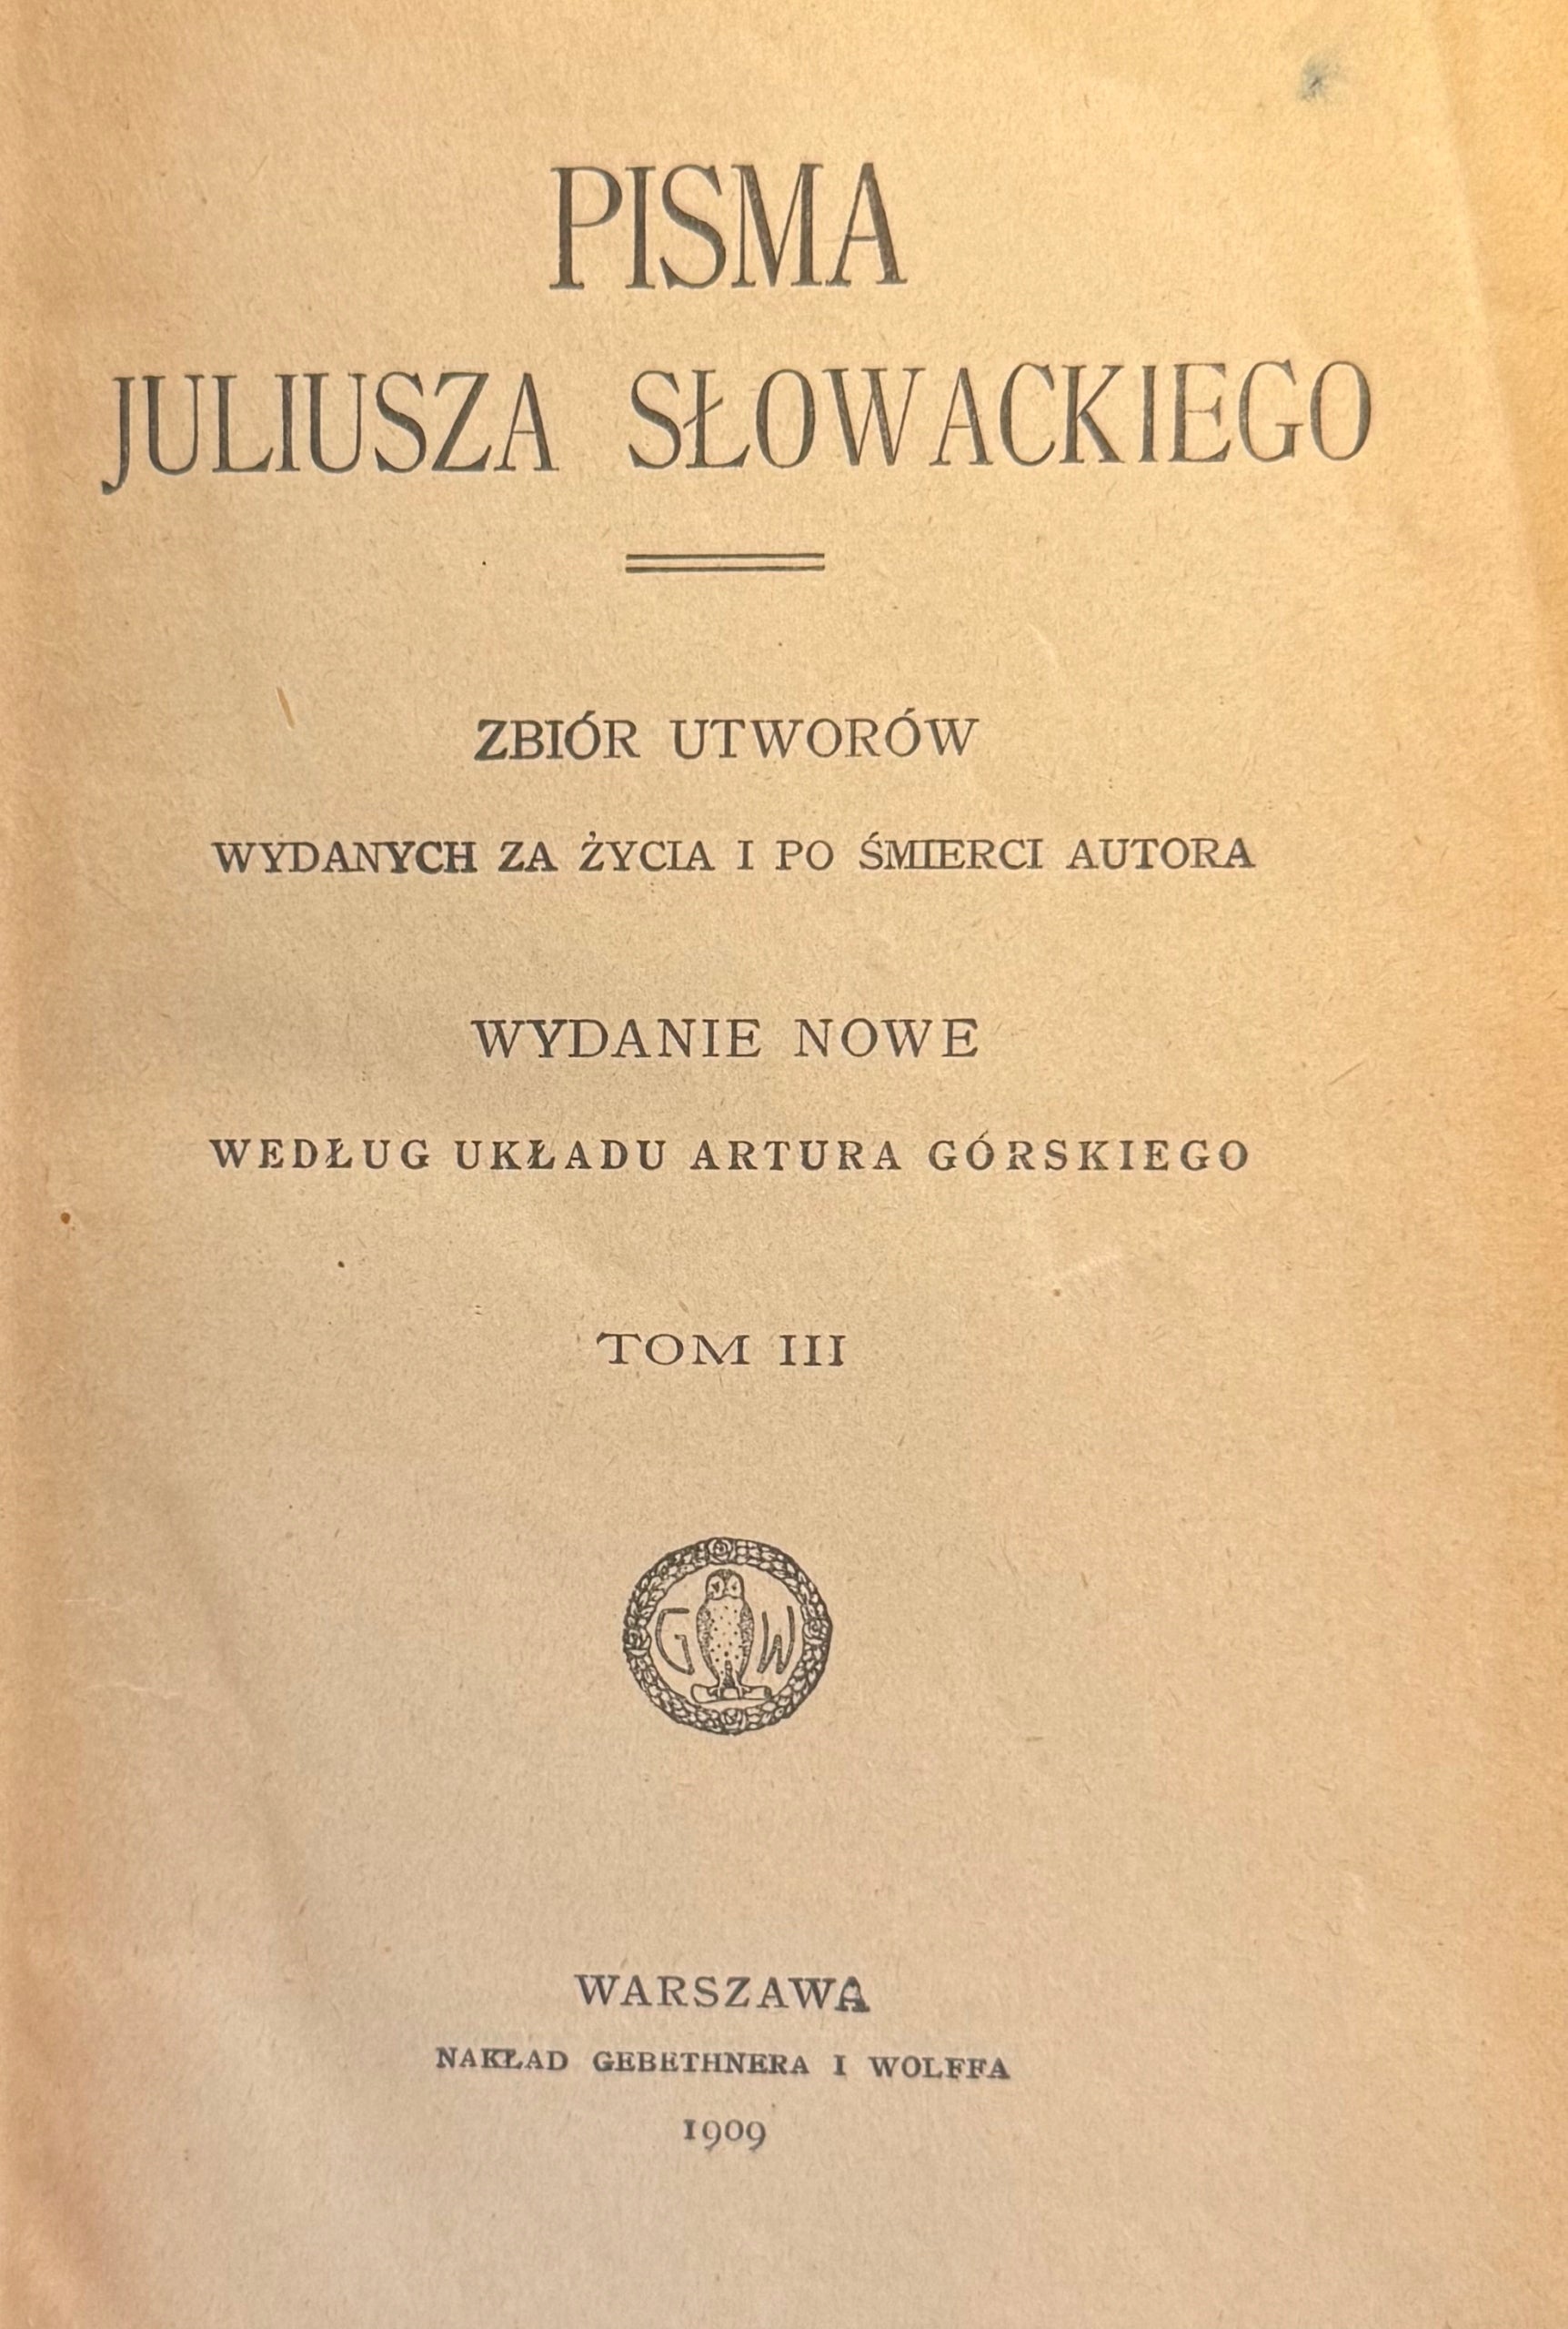 PISMA
JULIUSZA SŁOWACKIEGO
ZBIÓR UTWORÓW
WYDANYCH ZA ŻYCIA I PO ŚMIERCI AUTORA
WYDANIE NOWE
WEDŁUG UKŁADU ARTURA GÓRSKIEGO
TOM III
G W
WARSZAWA
NAKŁAD GEBETHNERA I WOLFFA
1909